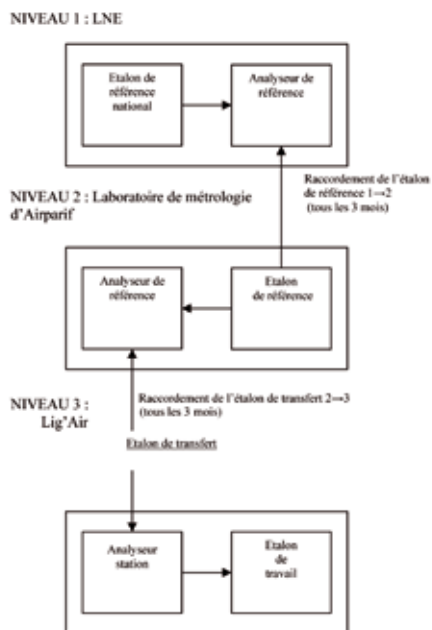 NIVEAU 1 : LNE
Etalon de
référence
national
Analyseur de
référence
Raccordement de l'étalon
de référence 1→2
(tous les 3 mois)
NIVEAU 2 : Laboratoire de métrologie
d'Airparif
Analyseur de
référence
Etalon
de référence
Raccordement de l'étalon de transfert 2→3
(tous les 3 mois)
NIVEAU 3 :
Lig'Air
Etalon de transfert
Analyseur
station
Etalon
de
travail